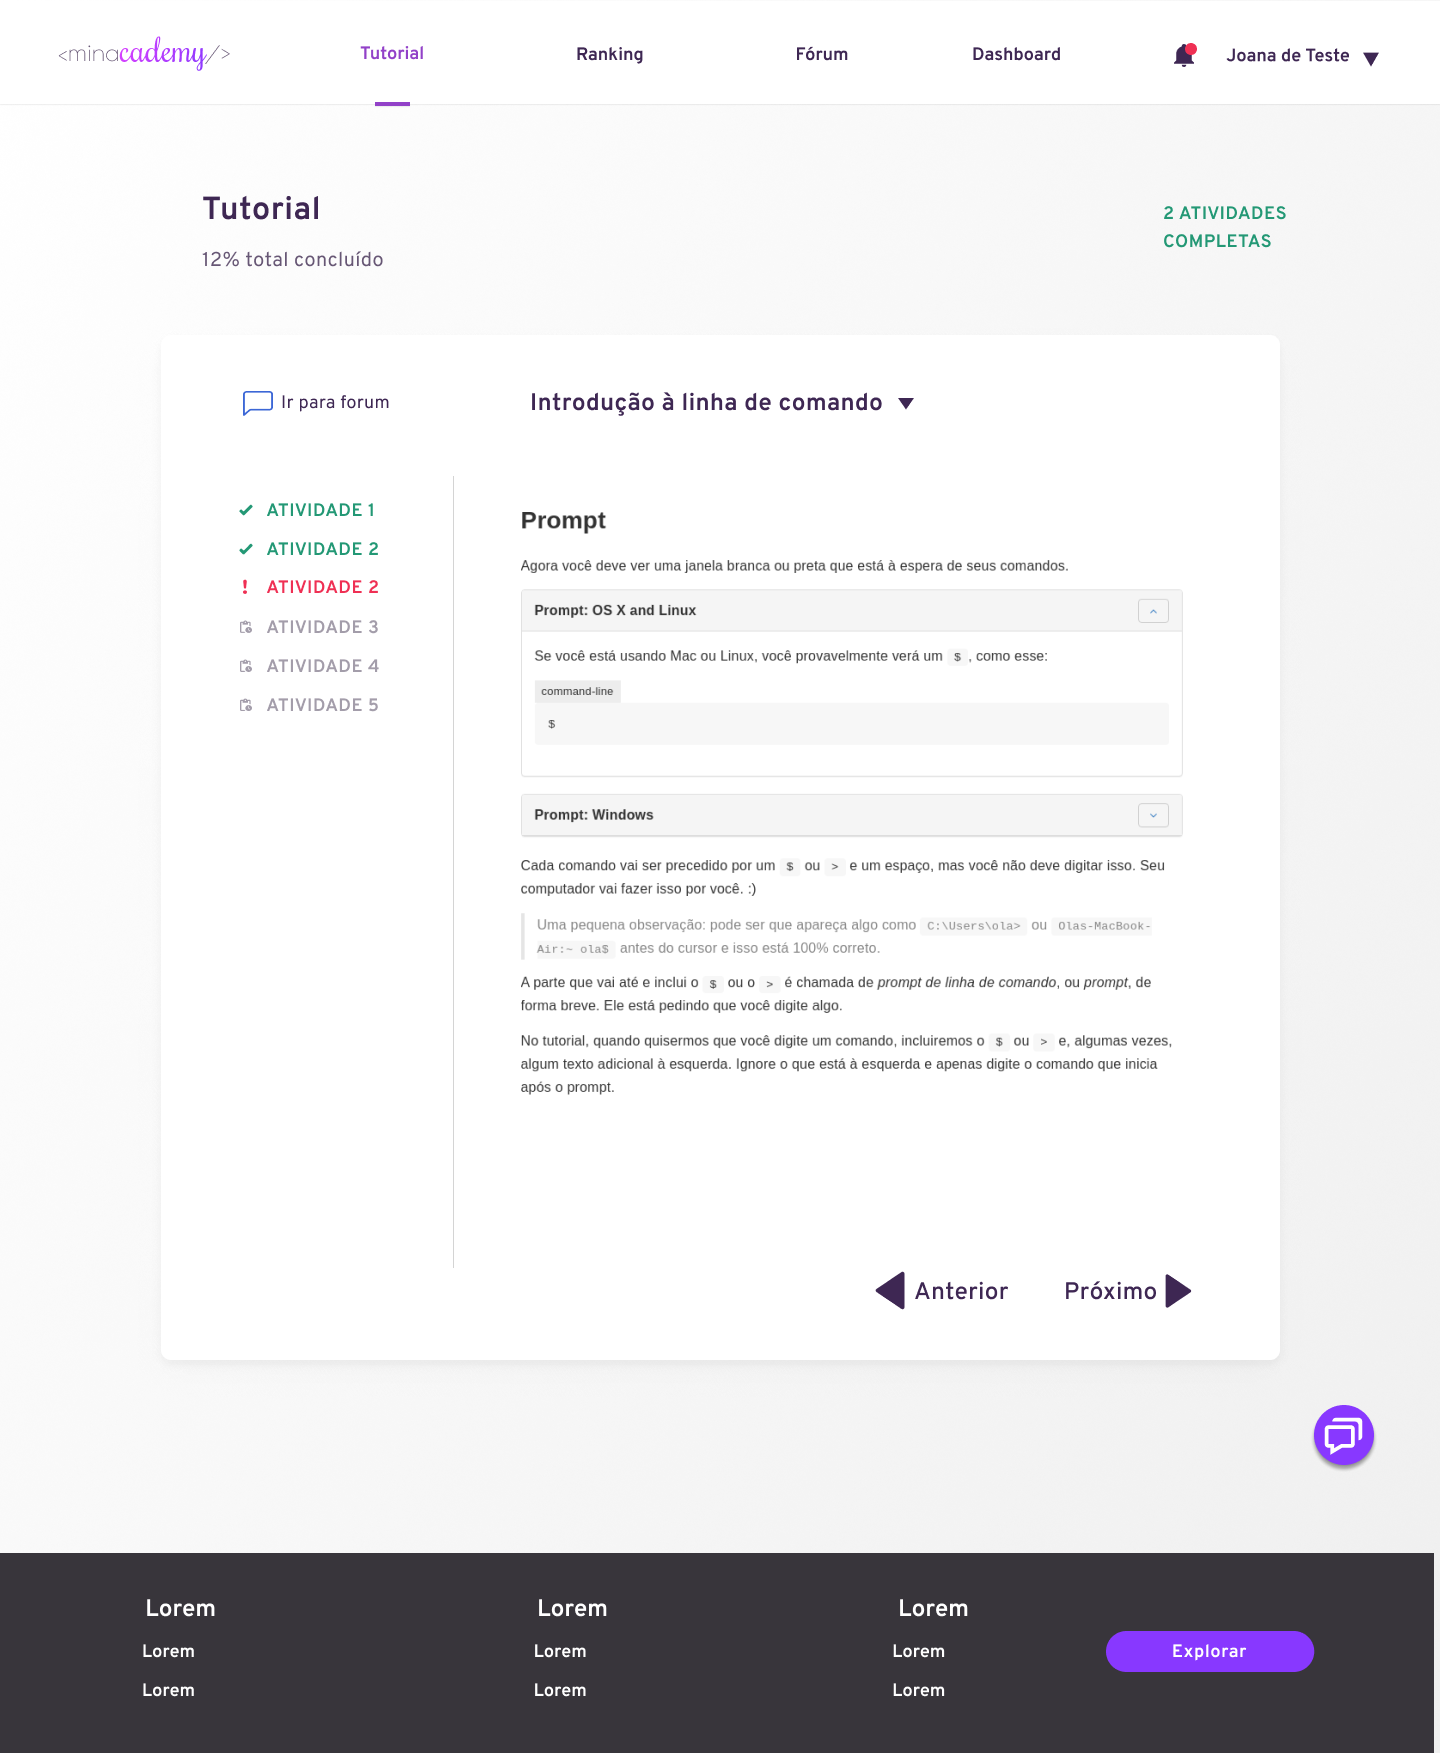 <minacademy/>
Tutorial
Ranking
Fórum
Dashboard
Joana de Teste
Tutorial
12% total concluído
2 ATIVIDADES
COMPLETAS
Ir para forum
Introdução à linha de comando
ATIVIDADE 1
ATIVIDADE 2
ATIVIDADE 2
ATIVIDADE 3
ATIVIDADE 4
ATIVIDADE 5
Prompt
Agora você deve ver uma janela branca ou preta que está à espera de seus comandos.
Prompt: OS X and Linux
Se você está usando Mac ou Linux, você provavelmente verá um $, como esse:
command-line
$
Prompt: Windows
Cada comando vai ser precedido por um $ ou > e um espaço, mas você não deve digitar isso. Seu
computador vai fazer isso por você. :)
Uma pequena observação: pode ser que apareça algo como C:\Users\ola> ou Olas-MacBook-
Air:~ ola$ antes do cursor e isso está 100% correto.
A parte que vai até e inclui o $ ou o > é chamada de prompt de linha de comando, ou prompt, de
forma breve. Ele está pedindo que você digite algo.
No tutorial, quando quisermos que você digite um comando, incluiremos o $ ou > e, algumas vezes,
algum texto adicional à esquerda. Ignore o que está à esquerda e apenas digite o comando que inicia
após o prompt.
Anterior
Próximo
Lorem
Lorem
Lorem
Lorem
Lorem
Lorem
Lorem
Lorem
Lorem
Explorar